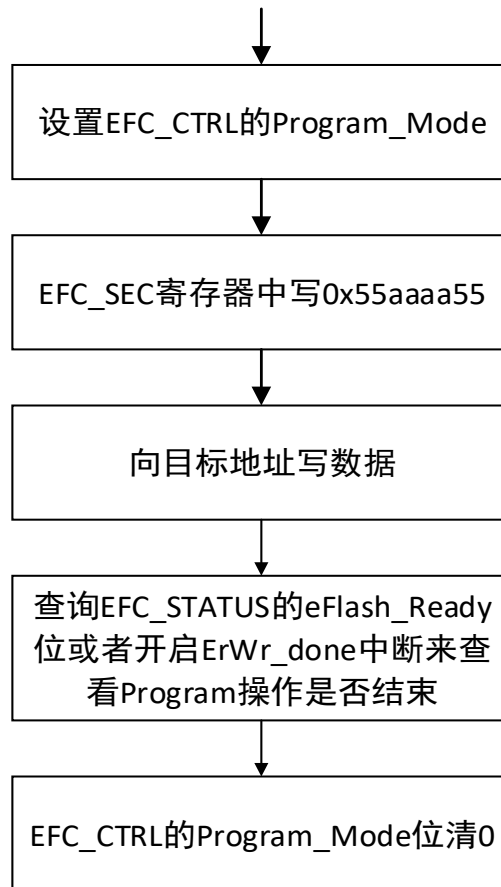 设置EFC_CTRL的Program_Mode
EFC_SEC寄存器中写0x55aaaa55
向目标地址写数据
查询EFC_STATUS的eFlash_Ready
位或者开启ErWr_done中断来查
看Program操作是否结束
EFC_CTRL的Program_Mode位清0